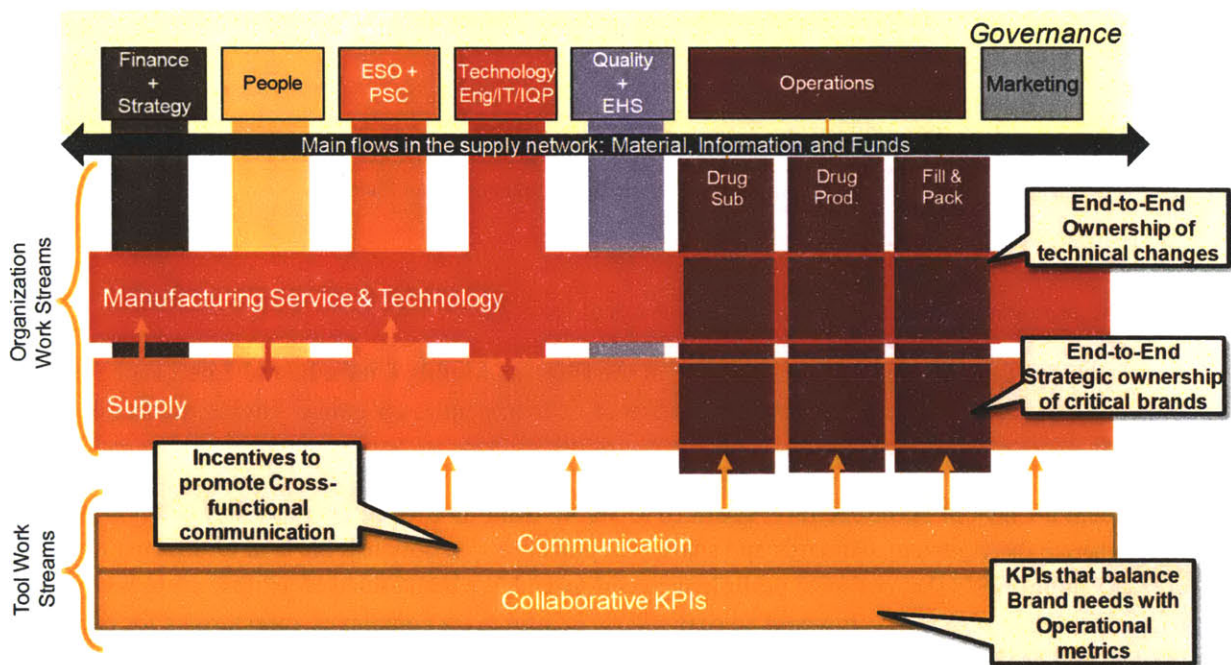 Governance
Finance
+
Strategy
People
ESO +
PSC
Technology
Eng/IT/IQP
Quality
+
EHS
Operations
Marketing
Main flows in the supply network: Material, Information and Funds
Drug
Sub
Drug
Prod.
Fill &
Pack
End-to-End
Ownership of
technical changes
Organization
Work Streams
Manufacturing Service & Technology
End-to-End
Strategic ownership
of critical brands
Supply
Incentives to
promote Cross-
functional
communication
Tool Work
Streams
Communication
Collaborative KPIs
KPIs that balance
Brand needs with
Operational
metrics